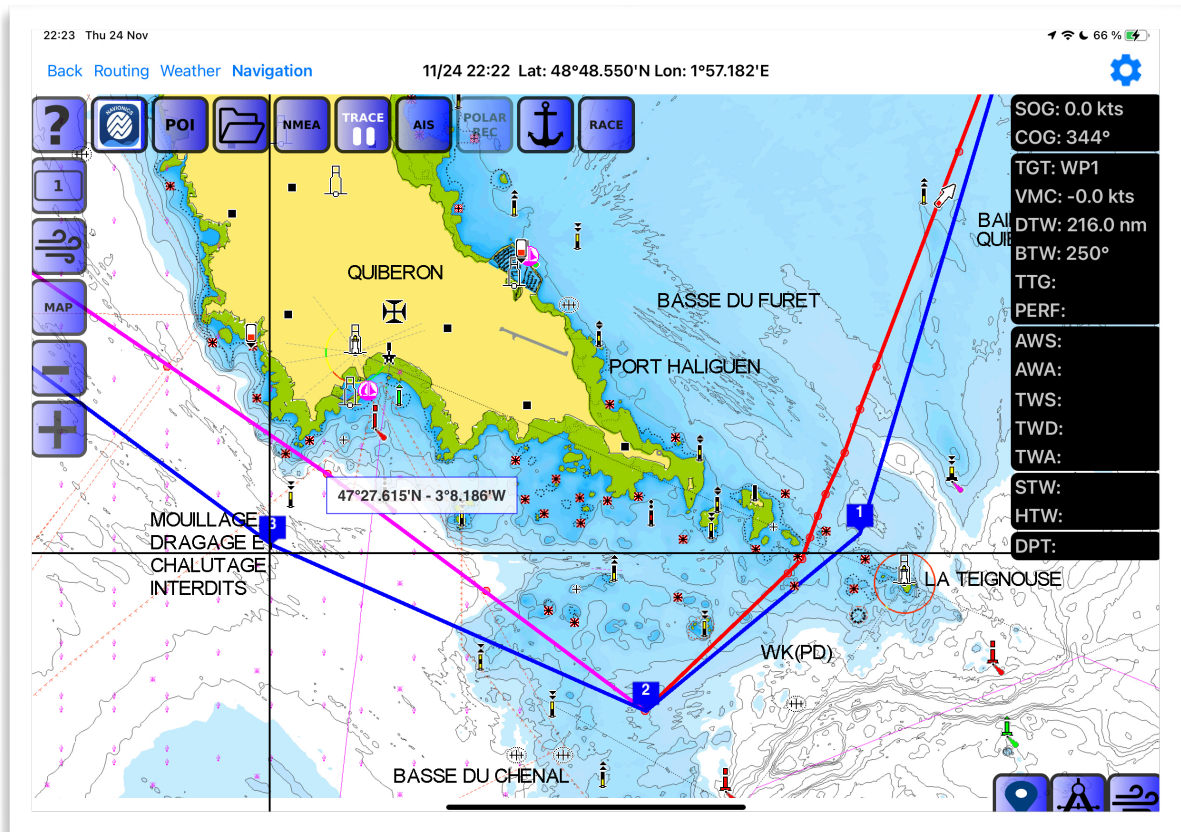 22:23 Thu 24 Nov
66 %
Back Routing Weather Navigation
11/24 22:22 Lat: 48°48.550'N Lon: 1°57.182'E
?
NAVIONICS
POI
NMEA
TRACE
AIS
POLAR
REC
RACE
SOG: 0.0 kts
COG: 344°
1
TGT: WP1
VMC: -0.0 kts
DTW: 216.0 nm
BTW: 250°
TTG:
PERF:
BAI
QUIB
QUIBERON
MAP
BASSE DU FURET
AWS:
AWA:
TWS:
TWD:
TWA:
PORT HALIGUEN
STW:
HTW:
DPT:
47°27.615'N - 3°8.186'W
1
3
MOUILLAGE
DRAGAGE E
CHALUTAGE
INTERDITS
LA TEIGNOUSE
WK(PD)
2
BASSE DU CHENAL